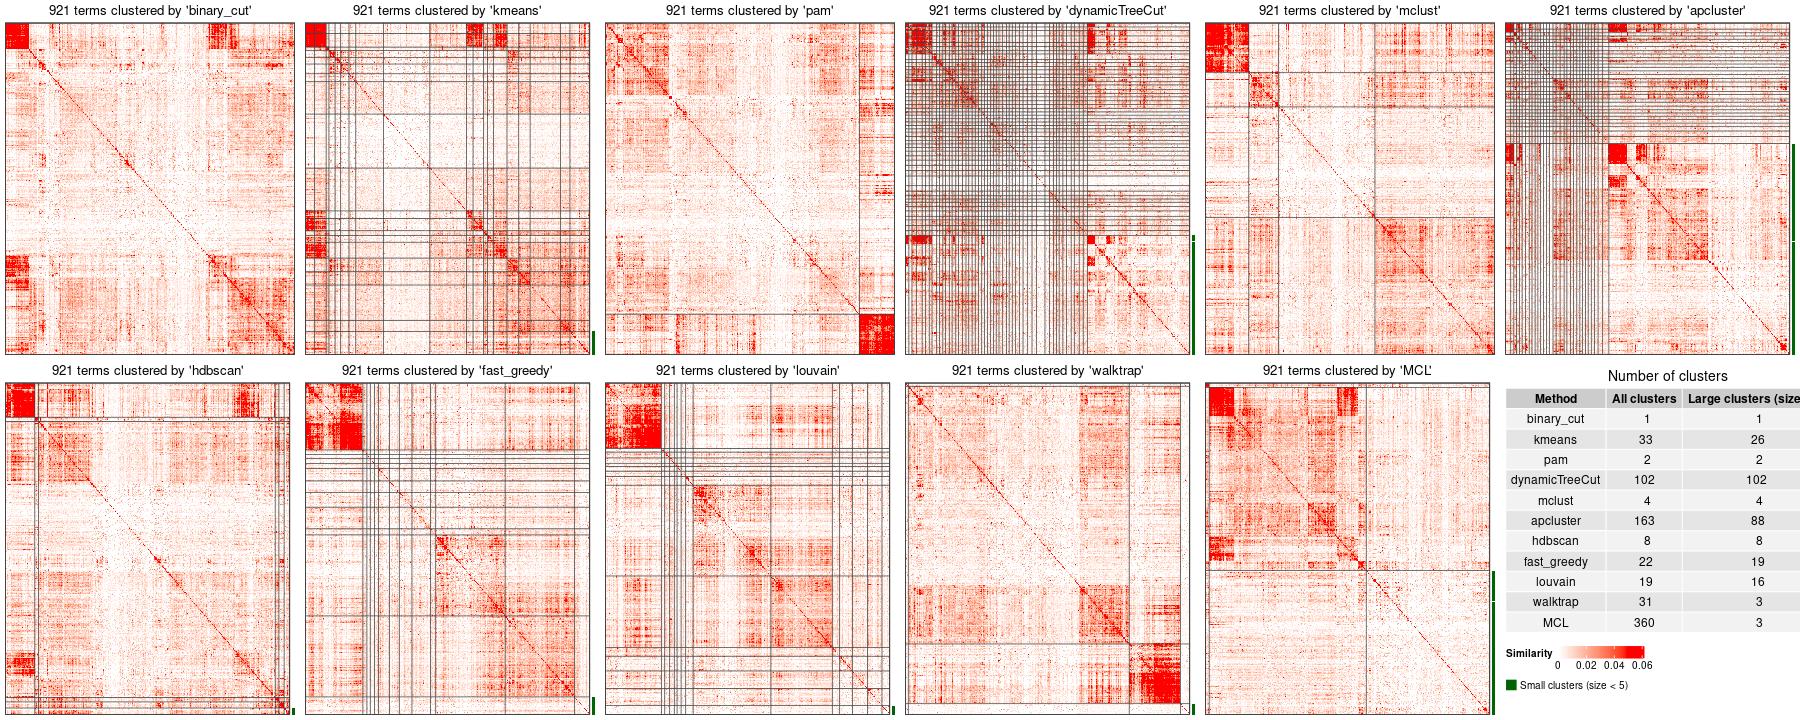 921 terms clustered by 'binary_cut'
921 terms clustered by 'kmeans'
921 terms clustered by 'pam'
921 terms clustered by 'dynamicTreeCut'
921 terms clustered by 'mclust'
921 terms clustered by 'apcluster'
921 terms clustered by 'hdbscan'
921 terms clustered by 'fast_greedy'
921 terms clustered by 'louvain'
921 terms clustered by 'walktrap'
921 terms clustered by 'MCL'
Number of clusters
Method All clusters Large clusters (size
binary_cut 1 1
kmeans 33 26
pam 2 2
dynamicTreeCut 102 102
mclust 4 4
apcluster 163 88
hdbscan 8 8
fast_greedy 22 19
louvain 19 16
walktrap 31 3
MCL 360 3
Similarity
0 0.02 0.04 0.06
Small clusters (size < 5)